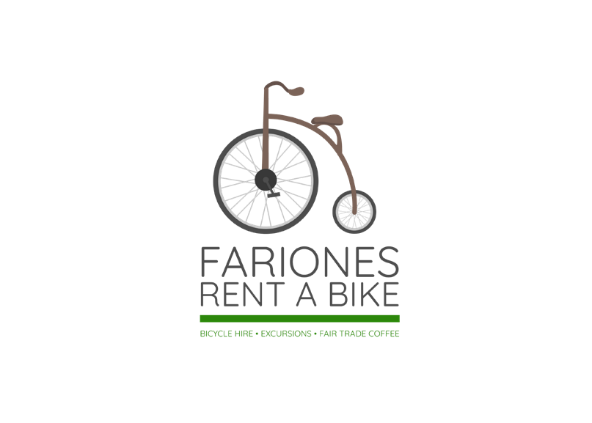 FARIONES
RENT A BIKE
BICYCLE HIRE • EXCURSIONS • FAIR TRADE COFFEE